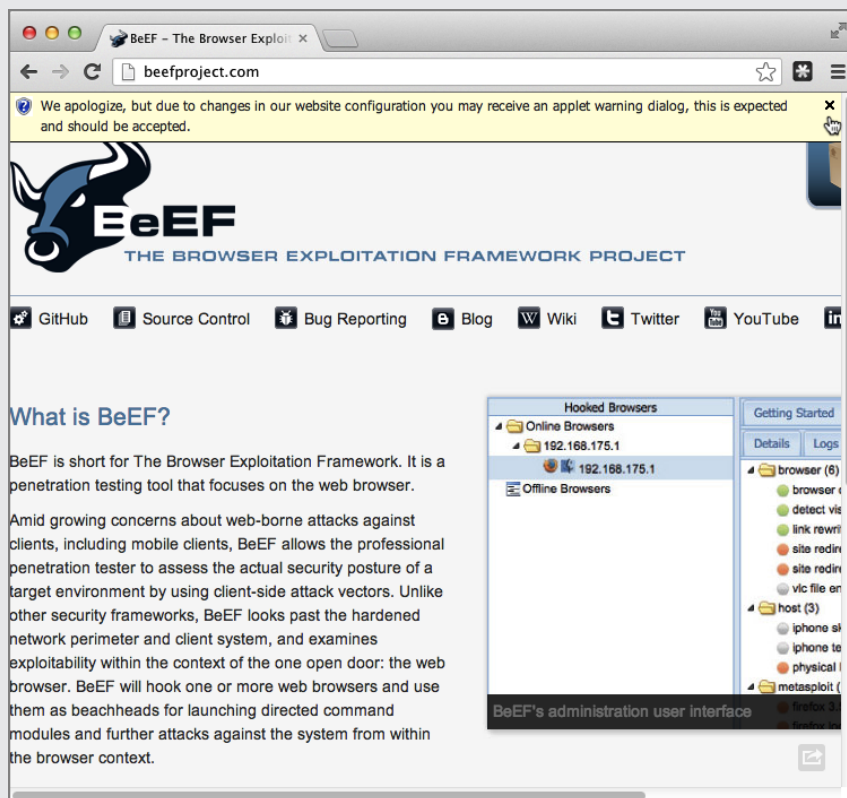 BeEF – The Browser Exploit
beefproject.com
We apologize, but due to changes in our website configuration you may receive an applet warning dialog, this is expected
and should be accepted.
BeEF
THE BROWSER EXPLOITATION FRAMEWORK PROJECT
GitHub Source Control Bug Reporting Blog Wiki Twitter YouTube in
What is BeEF?
BeEF is short for The Browser Exploitation Framework. It is a
penetration testing tool that focuses on the web browser.
Amid growing concerns about web-borne attacks against
clients, including mobile clients, BeEF allows the professional
penetration tester to assess the actual security posture of a
target environment by using client-side attack vectors. Unlike
other security frameworks, BeEF looks past the hardened
network perimeter and client system, and examines
exploitability within the context of the one open door: the web
browser. BeEF will hook one or more web browsers and use
them as beachheads for launching directed command
modules and further attacks against the system from within
the browser context.
Hooked Browsers
Online Browsers
192.168.175.1
192.168.175.1
Offline Browsers
Getting Started
Details Logs
browser (6)
browser
detect vis
link rewri
site redire
site redire
vlc file en
host (3)
iphone sk
iphone te
physical
metasploit (
firefox 3.
firefox
BeEF's administration user interface